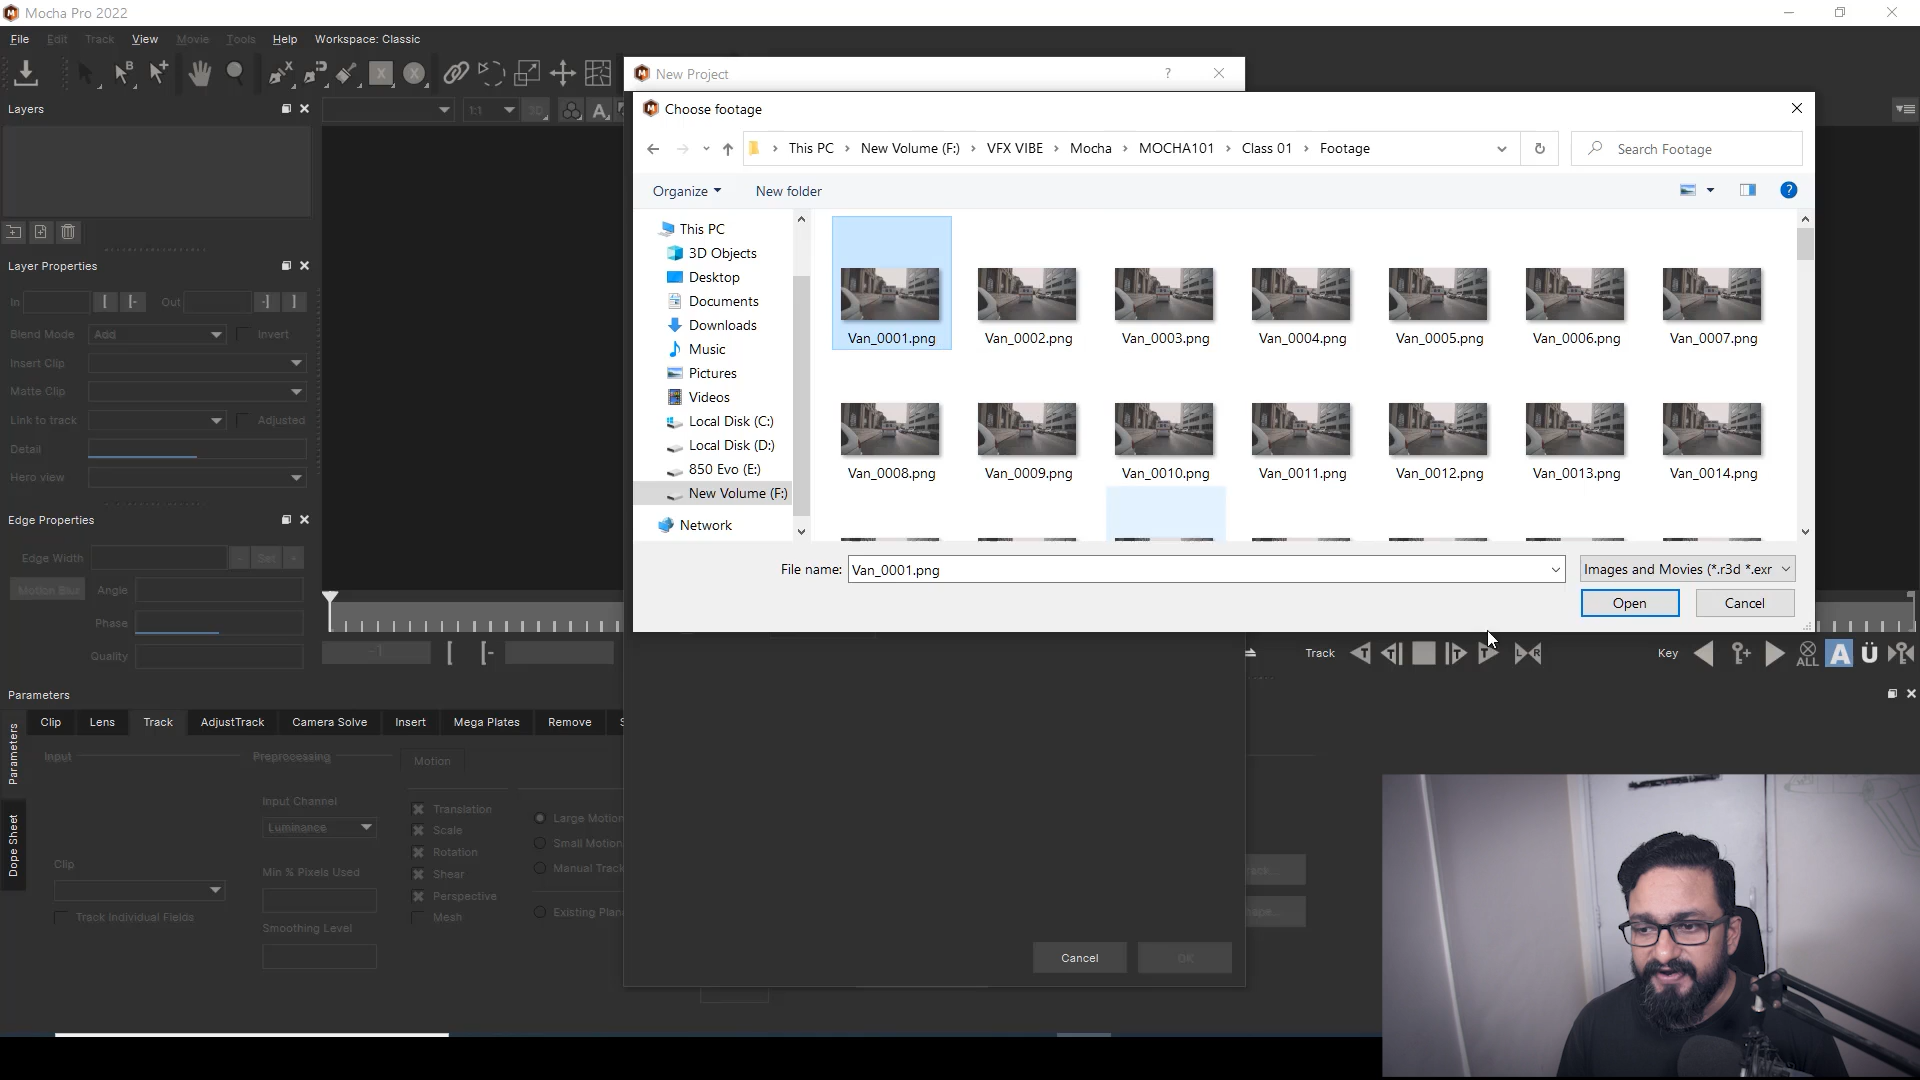 Mocha Pro 2022
File Edit Track View Movie Tools Help Workspace: Classic
New Project ?
Choose footage
Layers
1:1 3D A
This PC New Volume (F:) VFX VIBE Mocha MOCHA101 Class 01 Footage
Search Footage
Organize New folder
This PC
3D Objects
Desktop
Documents
Downloads
Music
Pictures
Videos
Local Disk (C:)
Local Disk (D:)
850 Evo (E:)
New Volume (F:)
Network
Van_0001.png Van_0002.png Van_0003.png Van_0004.png Van_0005.png Van_0006.png Van_0007.png
Van_0008.png Van_0009.png Van_0010.png Van_0011.png Van_0012.png Van_0013.png Van_0014.png
File name: Van_0001.png Images and Movies (*.r3d *.exr
Open Cancel
Layer Properties
In Out
Blend Mode Add Invert
Insert Clip
Matte Clip
Link to track Adjusted
Detail
Hero view
Edge Properties
Edge Width - Set +
Motion Blur Angle
Phase
Quality
-1
Track Key ALL A Ü
Parameters
Clip Lens Track AdjustTrack Camera Solve Insert Mega Plates Remove S
Parameters
Dope Sheet
Input Preprocessing Motion
Input Channel
Luminance
Clip
Min % Pixels Used
Track Individual Fields
Smoothing Level
Translation
Scale
Rotation
Shear
Perspective
Mesh
Large Motion
Small Motion
Manual Track
Existing Plan
Cancel OK